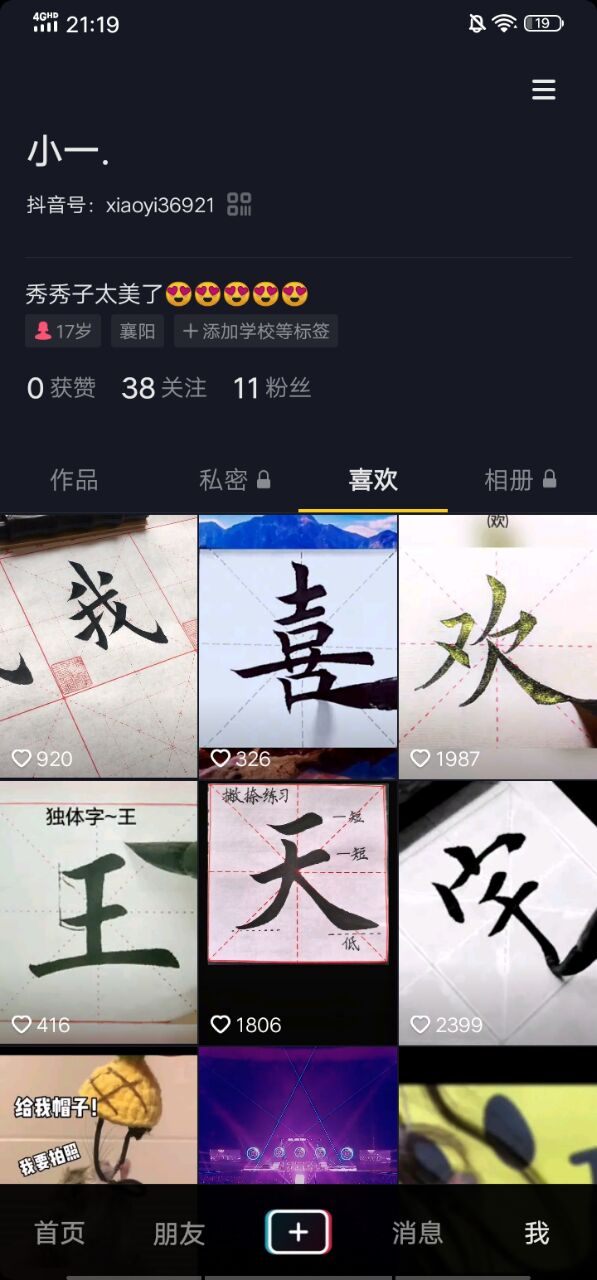 4GHD 21:19 19
小一.
抖音号：xiaoyi36921
秀秀子太美了😍😍😍😍😍
17岁 襄阳 +添加学校等标签
0 获赞 38 关注 11 粉丝
作品 私密 喜欢 相册
我
920
喜
326
(欢)
欢
1987
独体字~王
王
416
撇捺练习
一短
一短
天
低
1806
2399
给我帽子！
我要拍照
首页 朋友 + 消息 我